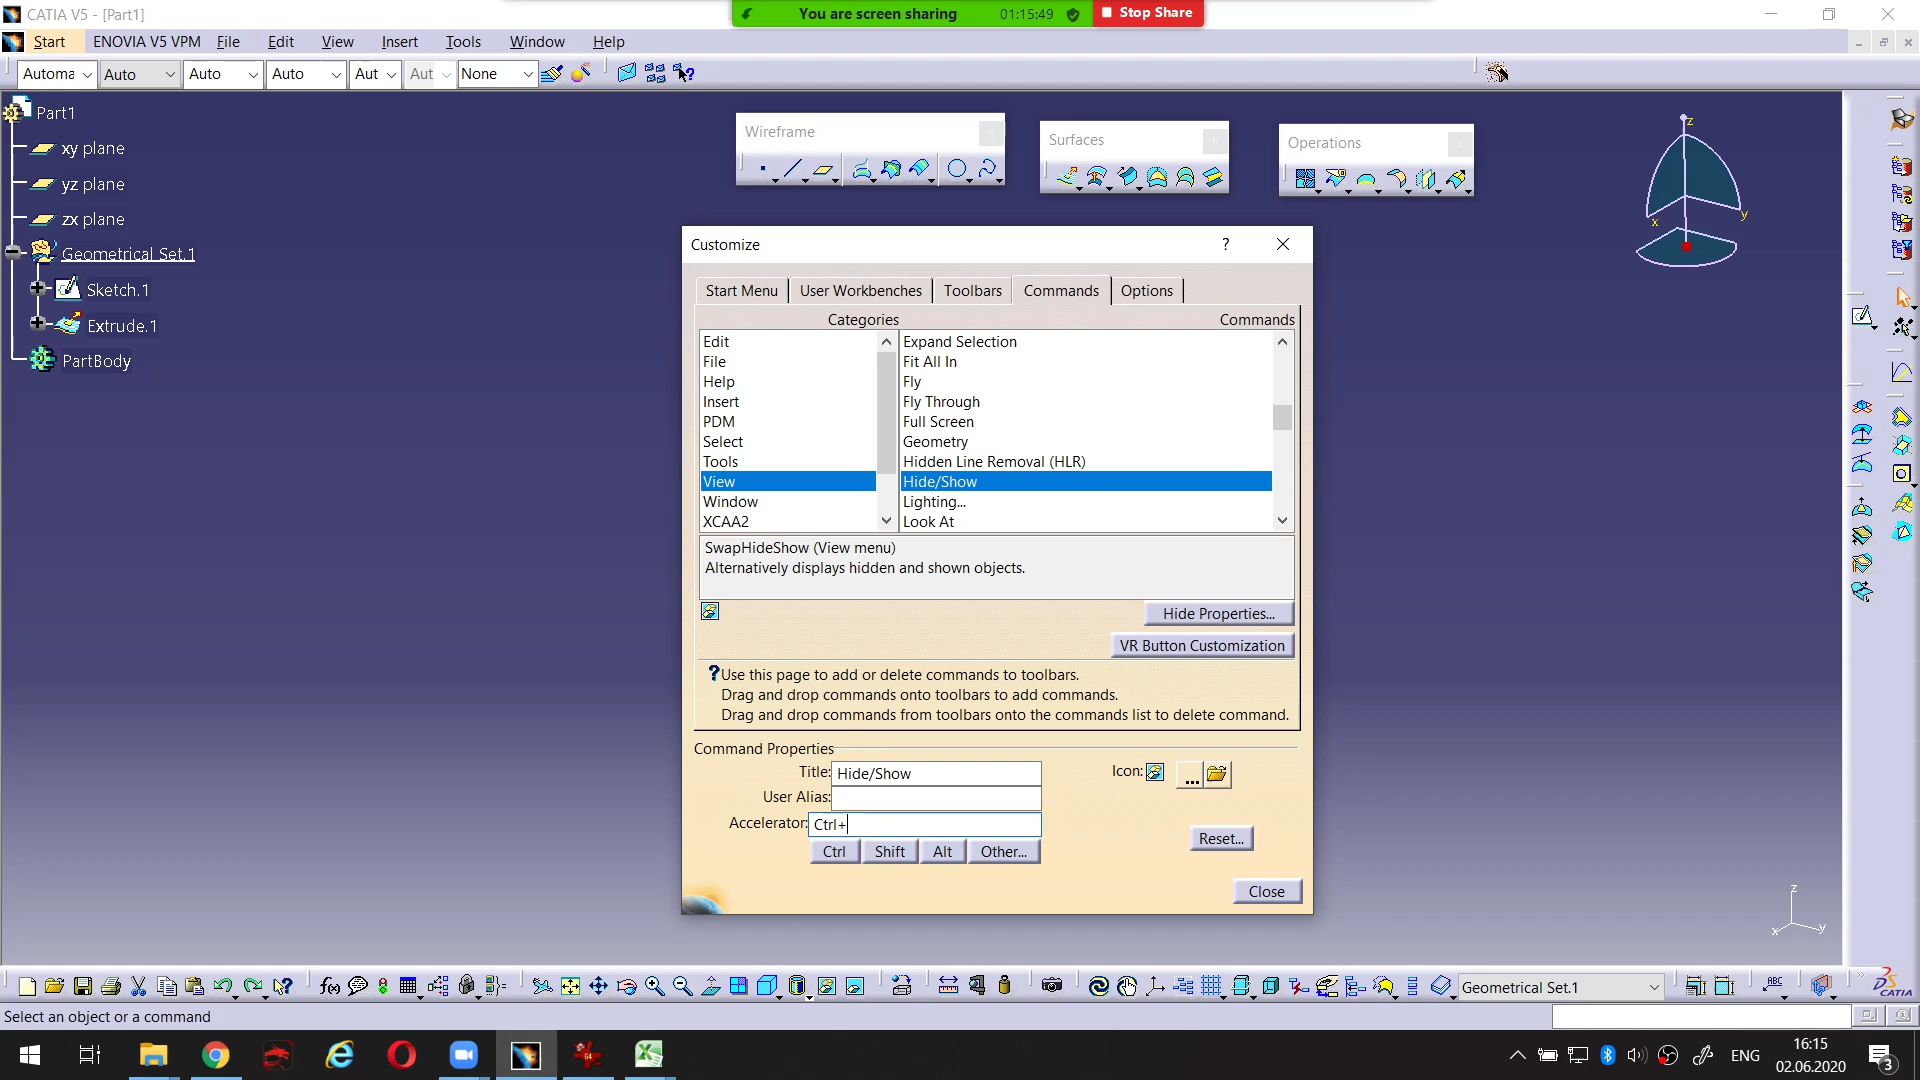 CATIA V5 - [Part1]
You are screen sharing
01:15:49
Stop Share
Start
ENOVIA V5 VPM
File
Edit
View
Insert
Tools
Window
Help
Automa
Auto
Auto
Auto
Aut
Aut
None
Part1
xy plane
yz plane
zx plane
Geometrical Set.1
Sketch.1
Extrude.1
PartBody
Wireframe
Surfaces
Operations
z
x
y
Customize
?
Start Menu
User Workbenches
Toolbars
Commands
Options
Categories
Commands
Edit
File
Help
Insert
PDM
Select
Tools
View
Window
XCAA2
Expand Selection
Fit All In
Fly
Fly Through
Full Screen
Geometry
Hidden Line Removal (HLR)
Hide/Show
Lighting...
Look At
SwapHideShow (View menu)
Alternatively displays hidden and shown objects.
Hide Properties...
VR Button Customization
?Use this page to add or delete commands to toolbars.
Drag and drop commands onto toolbars to add commands.
Drag and drop commands from toolbars onto the commands list to delete command.
Command Properties
Title: Hide/Show
Icon:
...
User Alias:
Accelerator: Ctrl+
Ctrl
Shift
Alt
Other...
Reset...
Close
z
x
y
f(x)
Geometrical Set.1
ABC
CATIA
Select an object or a command
64
ENG
16:15
02.06.2020
3